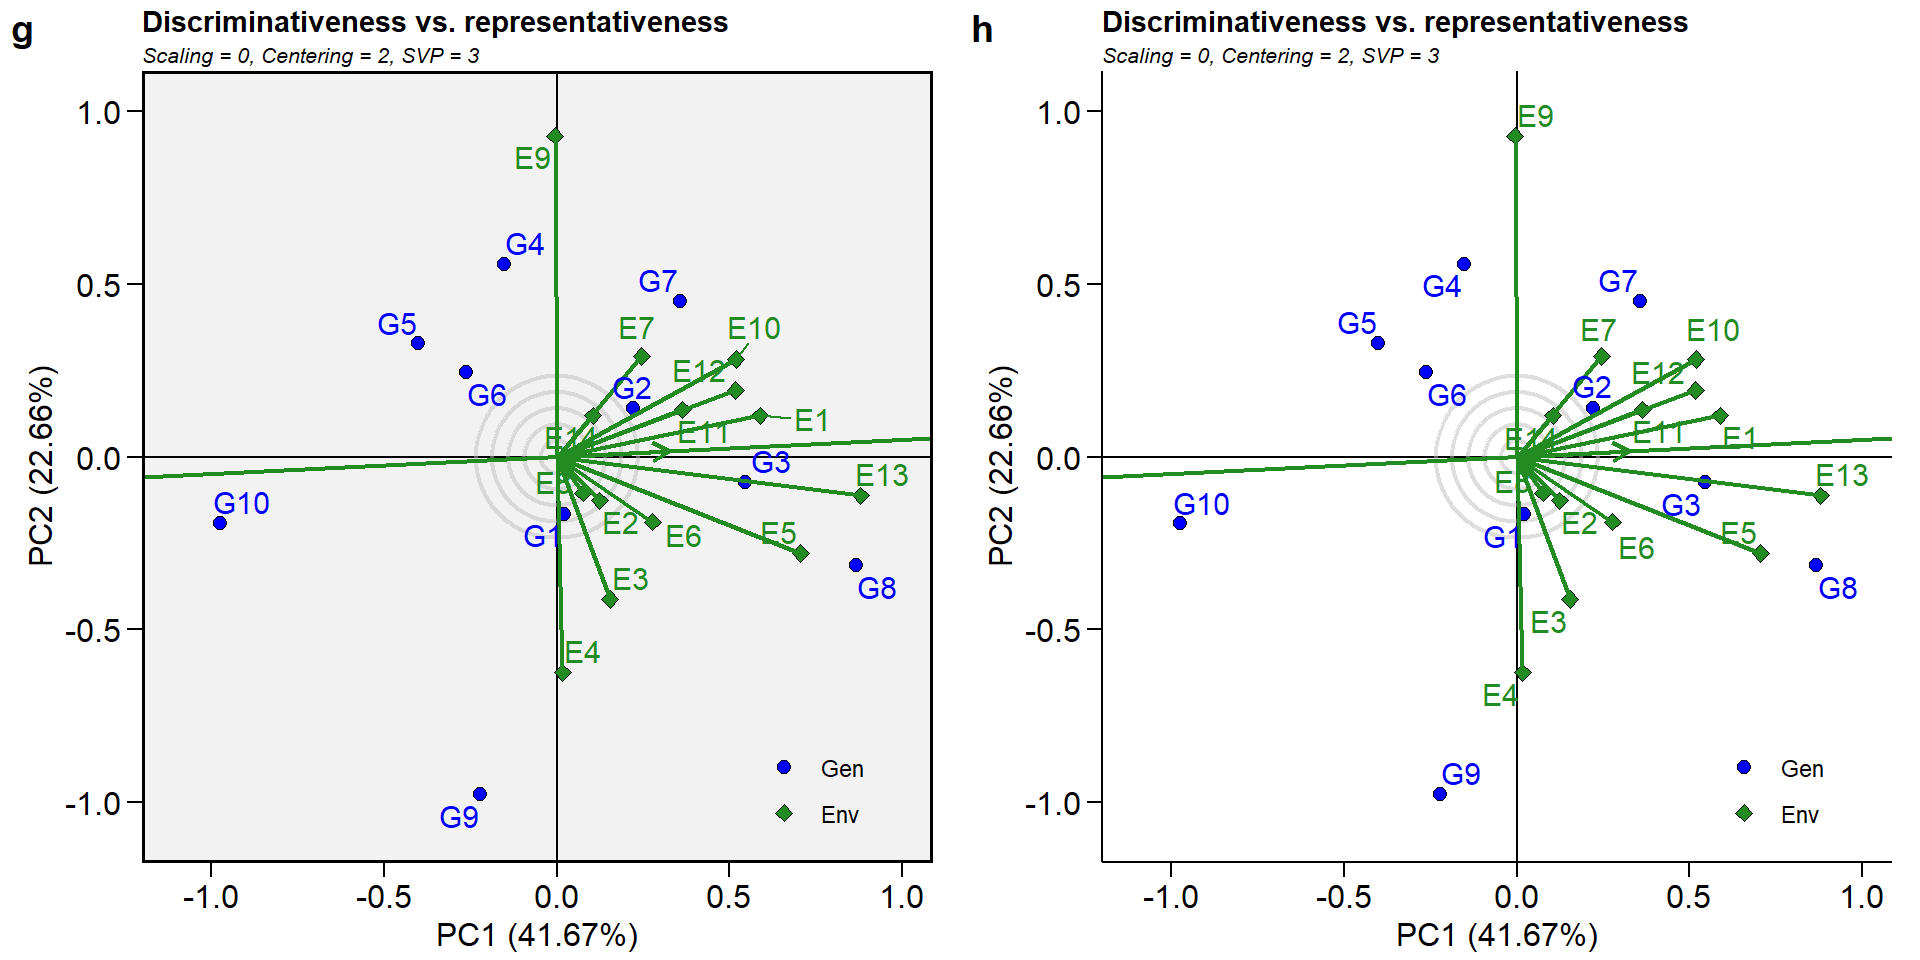 g
Discriminativeness vs. representativeness
Scaling = 0, Centering = 2, SVP = 3
1.0
0.5
0.0
-0.5
-1.0
PC2 (22.66%)
E9
G4
G7
G5
E7
E10
G6
G2
E12
E1
E11
E14
G3
E13
G10
G1
E2
E6
E5
E3
G8
E4
G9
Gen
Env
-1.0
-0.5
0.0
0.5
1.0
PC1 (41.67%)
h
Discriminativeness vs. representativeness
Scaling = 0, Centering = 2, SVP = 3
1.0
0.5
0.0
-0.5
-1.0
PC2 (22.66%)
E9
G4
G7
G5
E7
E10
G6
G2
E12
E1
E11
E14
G3
E13
G10
G1
E2
E6
E5
E3
G8
E4
G9
Gen
Env
-1.0
-0.5
0.0
0.5
1.0
PC1 (41.67%)